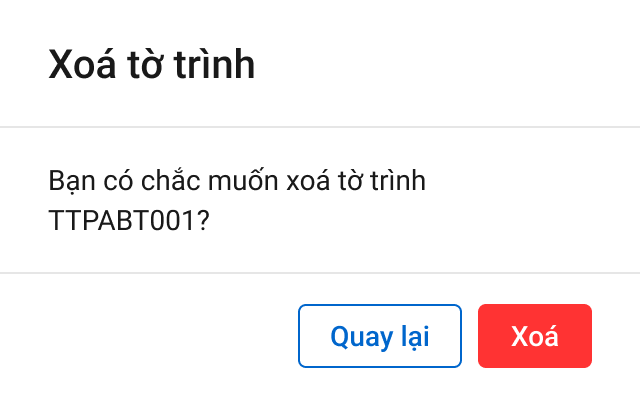 Xoá tờ trình
Bạn có chắc muốn xoá tờ trình
TTPABT001?
Quay lại
Xoá